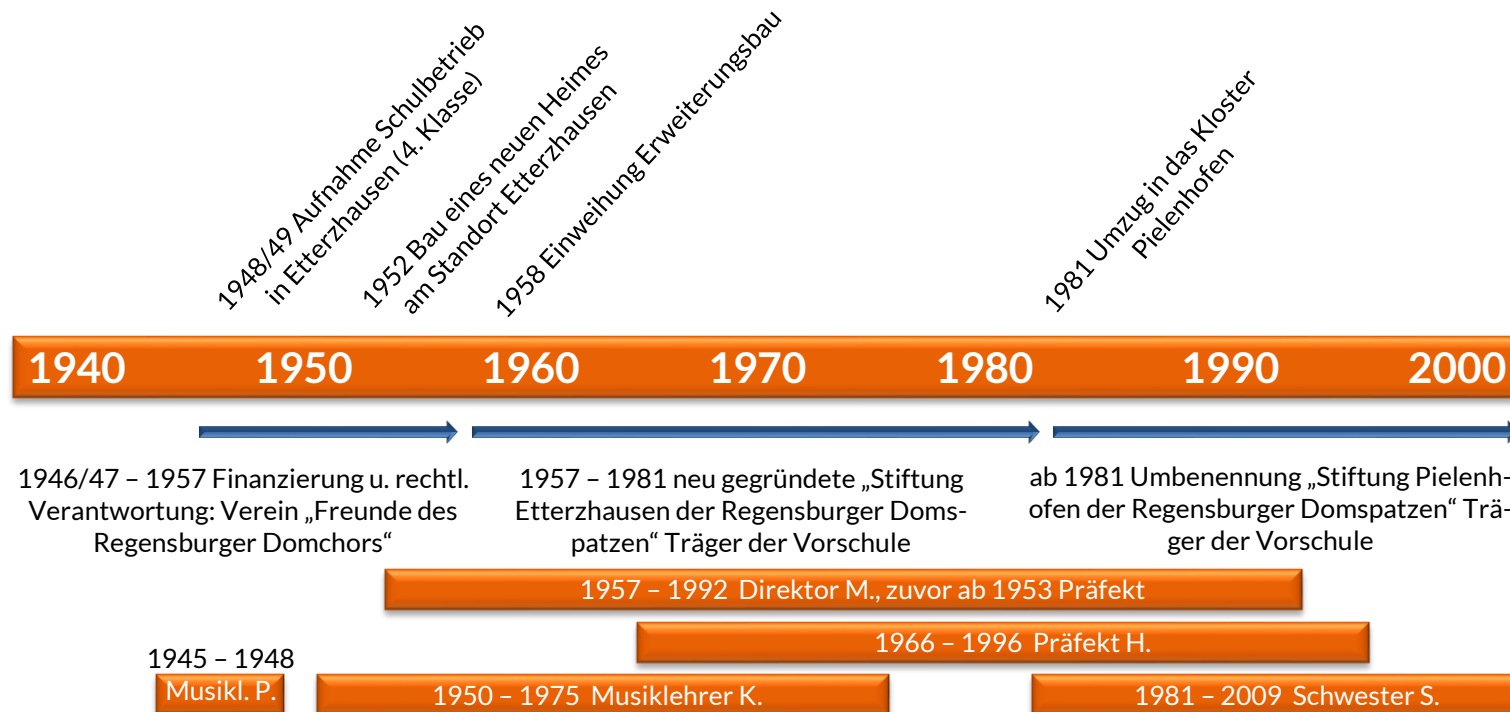 1948/49 Aufnahme Schulbetrieb
in Etterzhausen (4. Klasse)
1952 Bau eines neuen Heimes
am Standort Etterzhausen
1958 Einweihung Erweiterungsbau
1981 Umzug in das Kloster
Pielenhofen
1940 1950 1960 1970 1980 1990 2000
1946/47 – 1957 Finanzierung u. rechtl.
Verantwortung: Verein „Freunde des
Regensburger Domchors“
1957 – 1981 neu gegründete „Stiftung
Etterzhausen der Regensburger Doms-
patzen“ Träger der Vorschule
ab 1981 Umbenennung „Stiftung Pielenh-
ofen der Regensburger Domspatzen“ Trä-
ger der Vorschule
1957 – 1992 Direktor M., zuvor ab 1953 Präfekt
1966 – 1996 Präfekt H.
1945 – 1948
Musikl. P.
1950 – 1975 Musiklehrer K.
1981 – 2009 Schwester S.